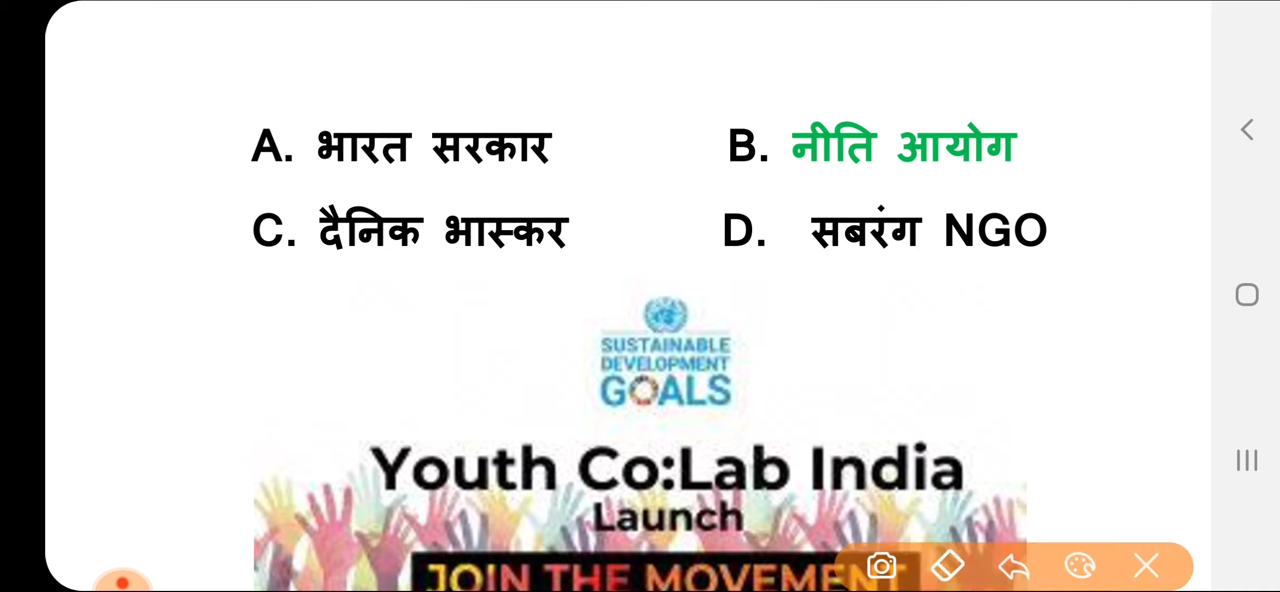 A. भारत सरकार B. नीति आयोग
C. दैनिक भास्कर D. सबरंग NGO
SUSTAINABLE
DEVELOPMENT
GOALS
Youth Co:Lab India
Launch
JOIN THE MOVEMENT